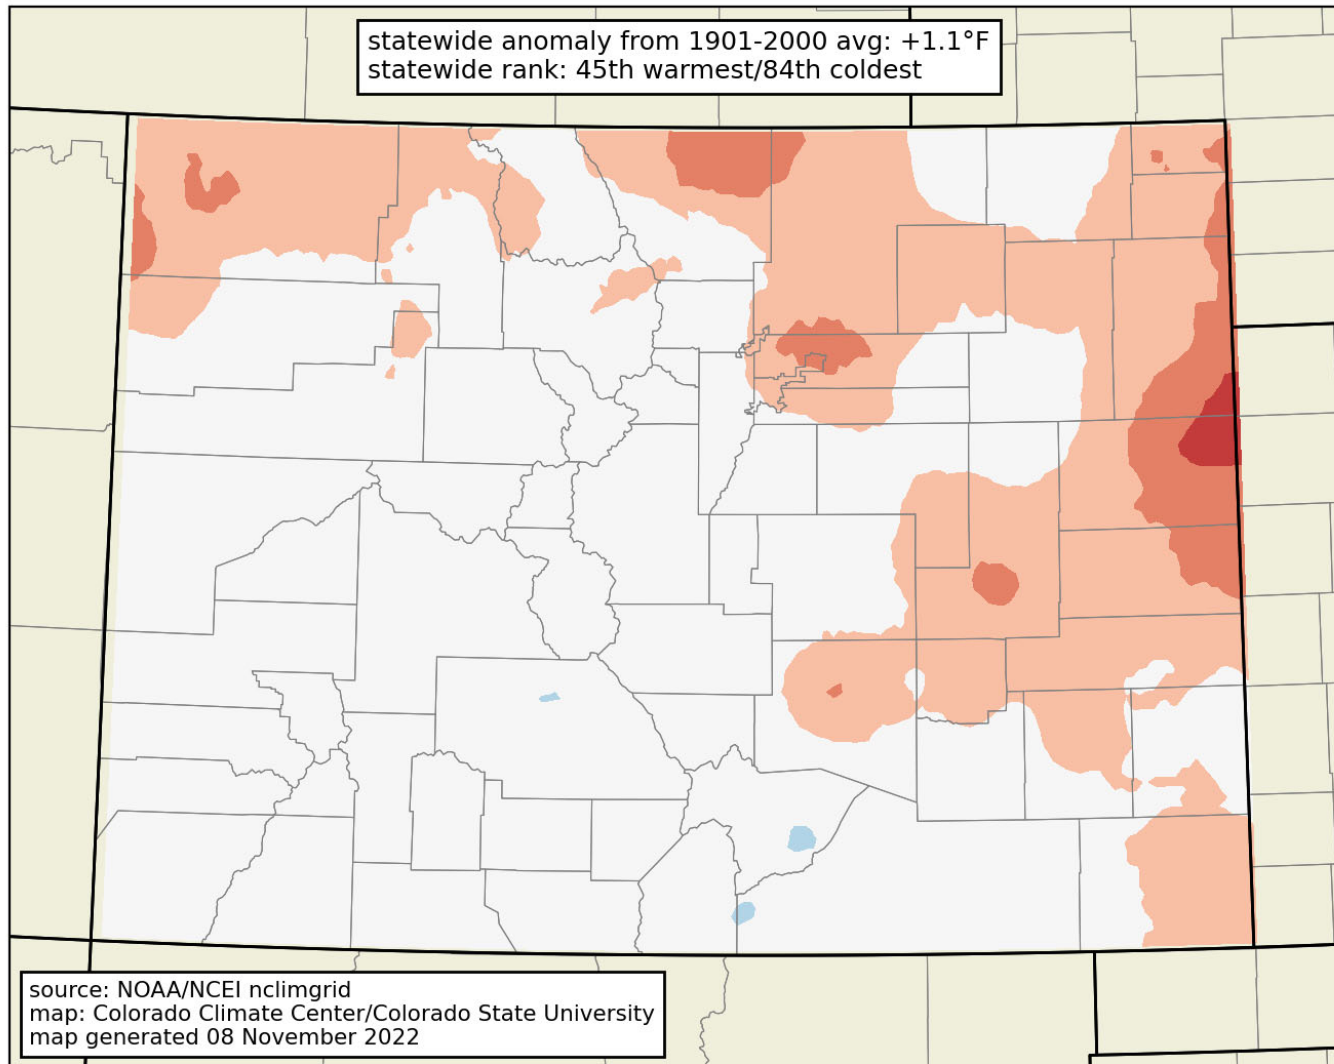 statewide anomaly from 1901-2000 avg: +1.1°F
statewide rank: 45th warmest/84th coldest
source: NOAA/NCEI nclimgrid
map: Colorado Climate Center/Colorado State University
map generated 08 November 2022